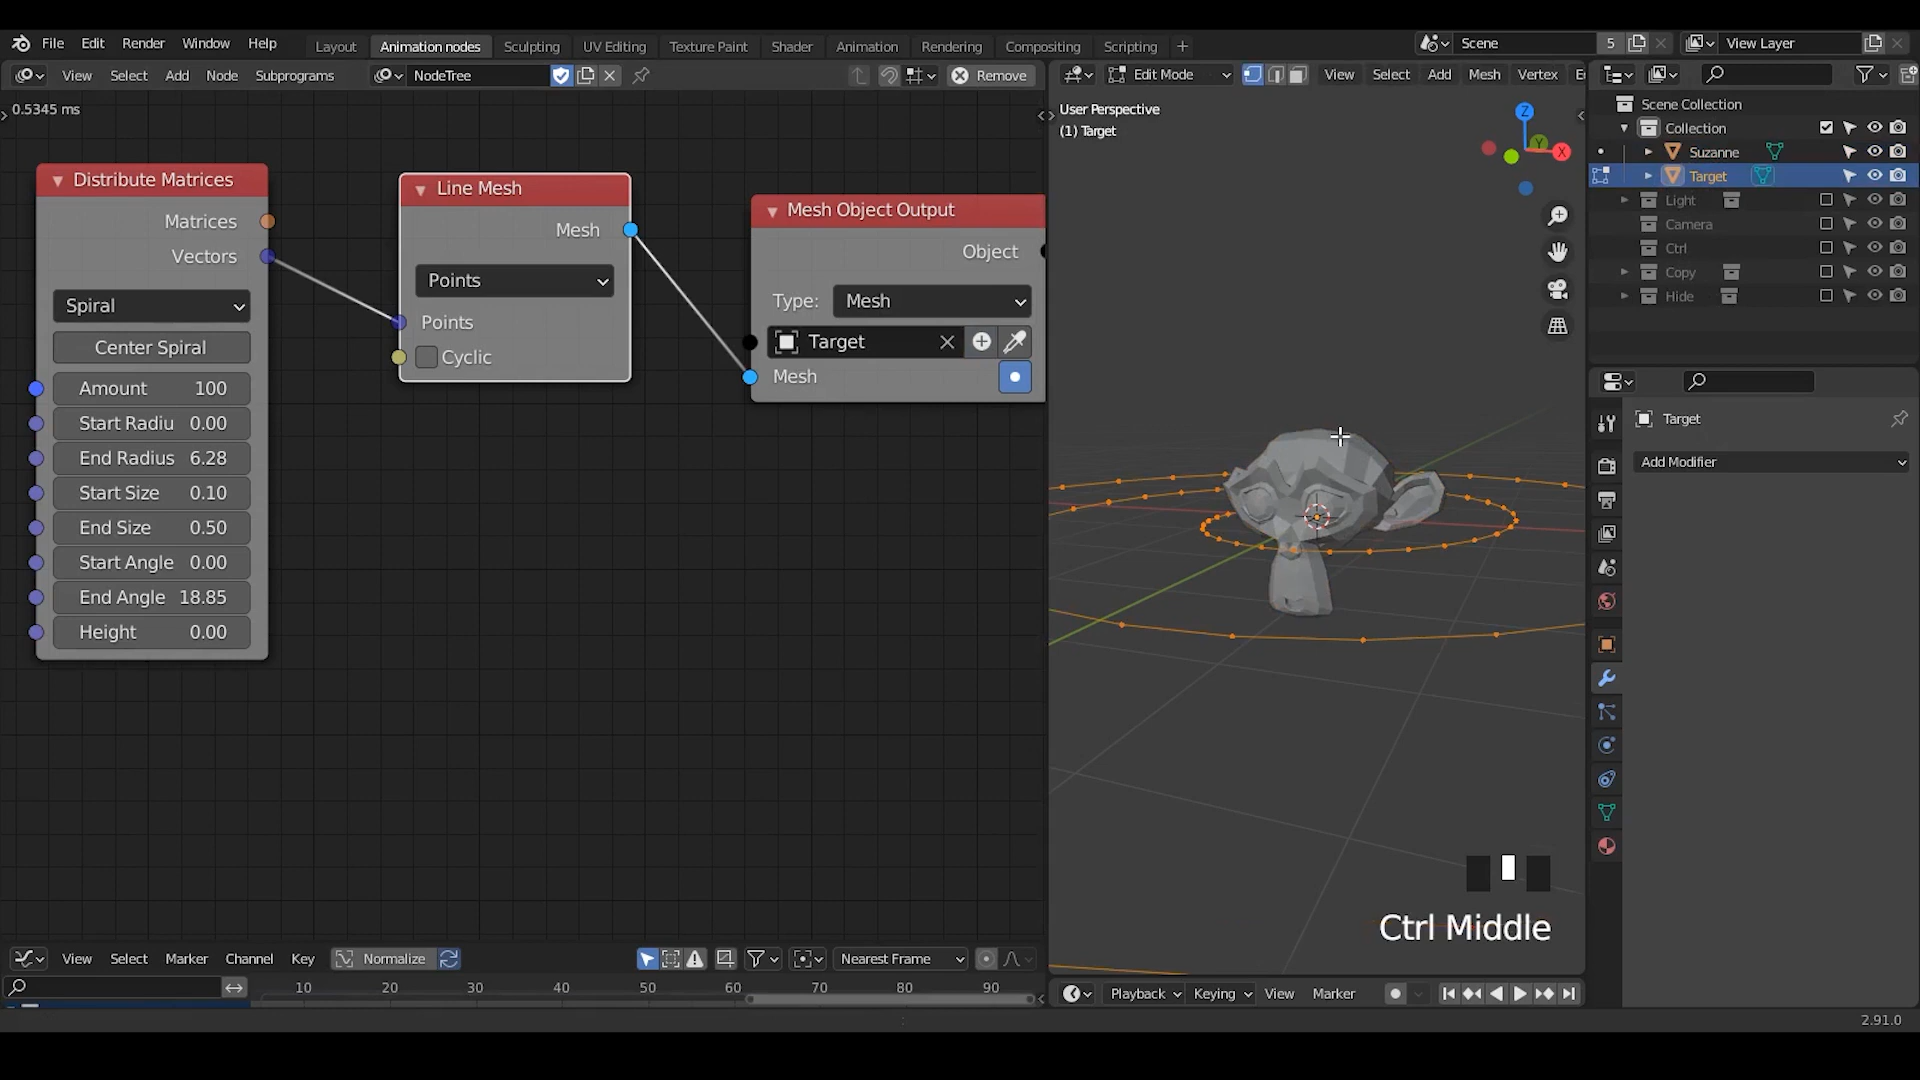 File Edit Render Window Help Layout Animation nodes Sculpting UV Editing Texture Paint Shader Animation Rendering Compositing Scripting + Scene 5 View Layer
View Select Add Node Subprograms NodeTree Remove
Edit Mode View Select Add Mesh Vertex E
0.5345 ms
Distribute Matrices
Matrices
Vectors
Spiral
Center Spiral
Amount 100
Start Radiu 0.00
End Radius 6.28
Start Size 0.10
End Size 0.50
Start Angle 0.00
End Angle 18.85
Height 0.00
Line Mesh
Mesh
Points
Points
Cyclic
Mesh Object Output
Object
Type: Mesh
Target
Mesh
User Perspective
(1) Target
Z
Y
X
Ctrl Middle
Scene Collection
Collection
Suzanne
Target
Light
Camera
Ctrl
Copy
Hide
Target
Add Modifier
View Select Marker Channel Key Normalize Nearest Frame
10 20 30 40 50 60 70 80 90
Playback Keying View Marker
2.91.0